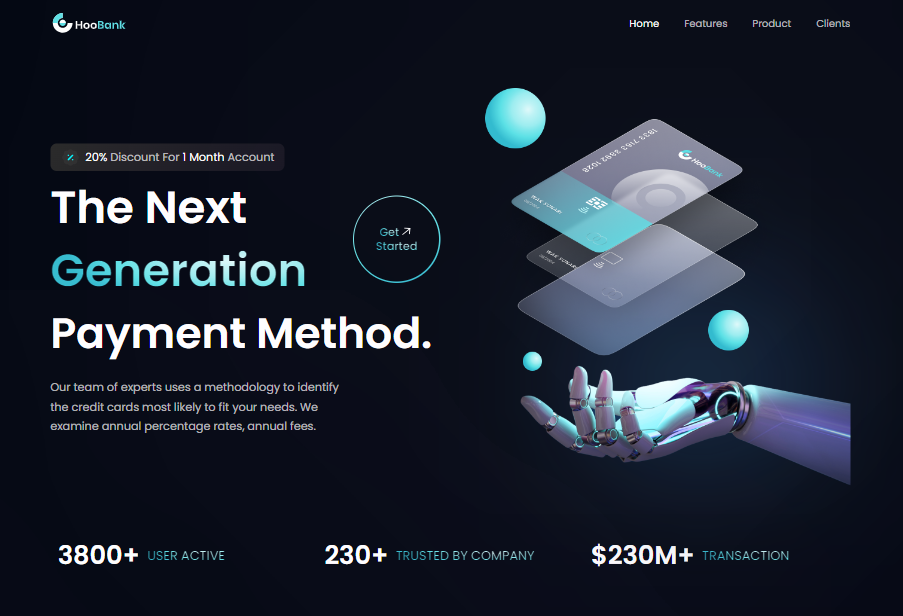 HooBank
Home Features Product Clients
20% Discount For 1 Month Account
The Next
Generation
Payment Method.
Get
Started
Our team of experts uses a methodology to identify
the credit cards most likely to fit your needs. We
examine annual percentage rates, annual fees.
HooBank
3800+ USER ACTIVE
230+ TRUSTED BY COMPANY
$230M+ TRANSACTION